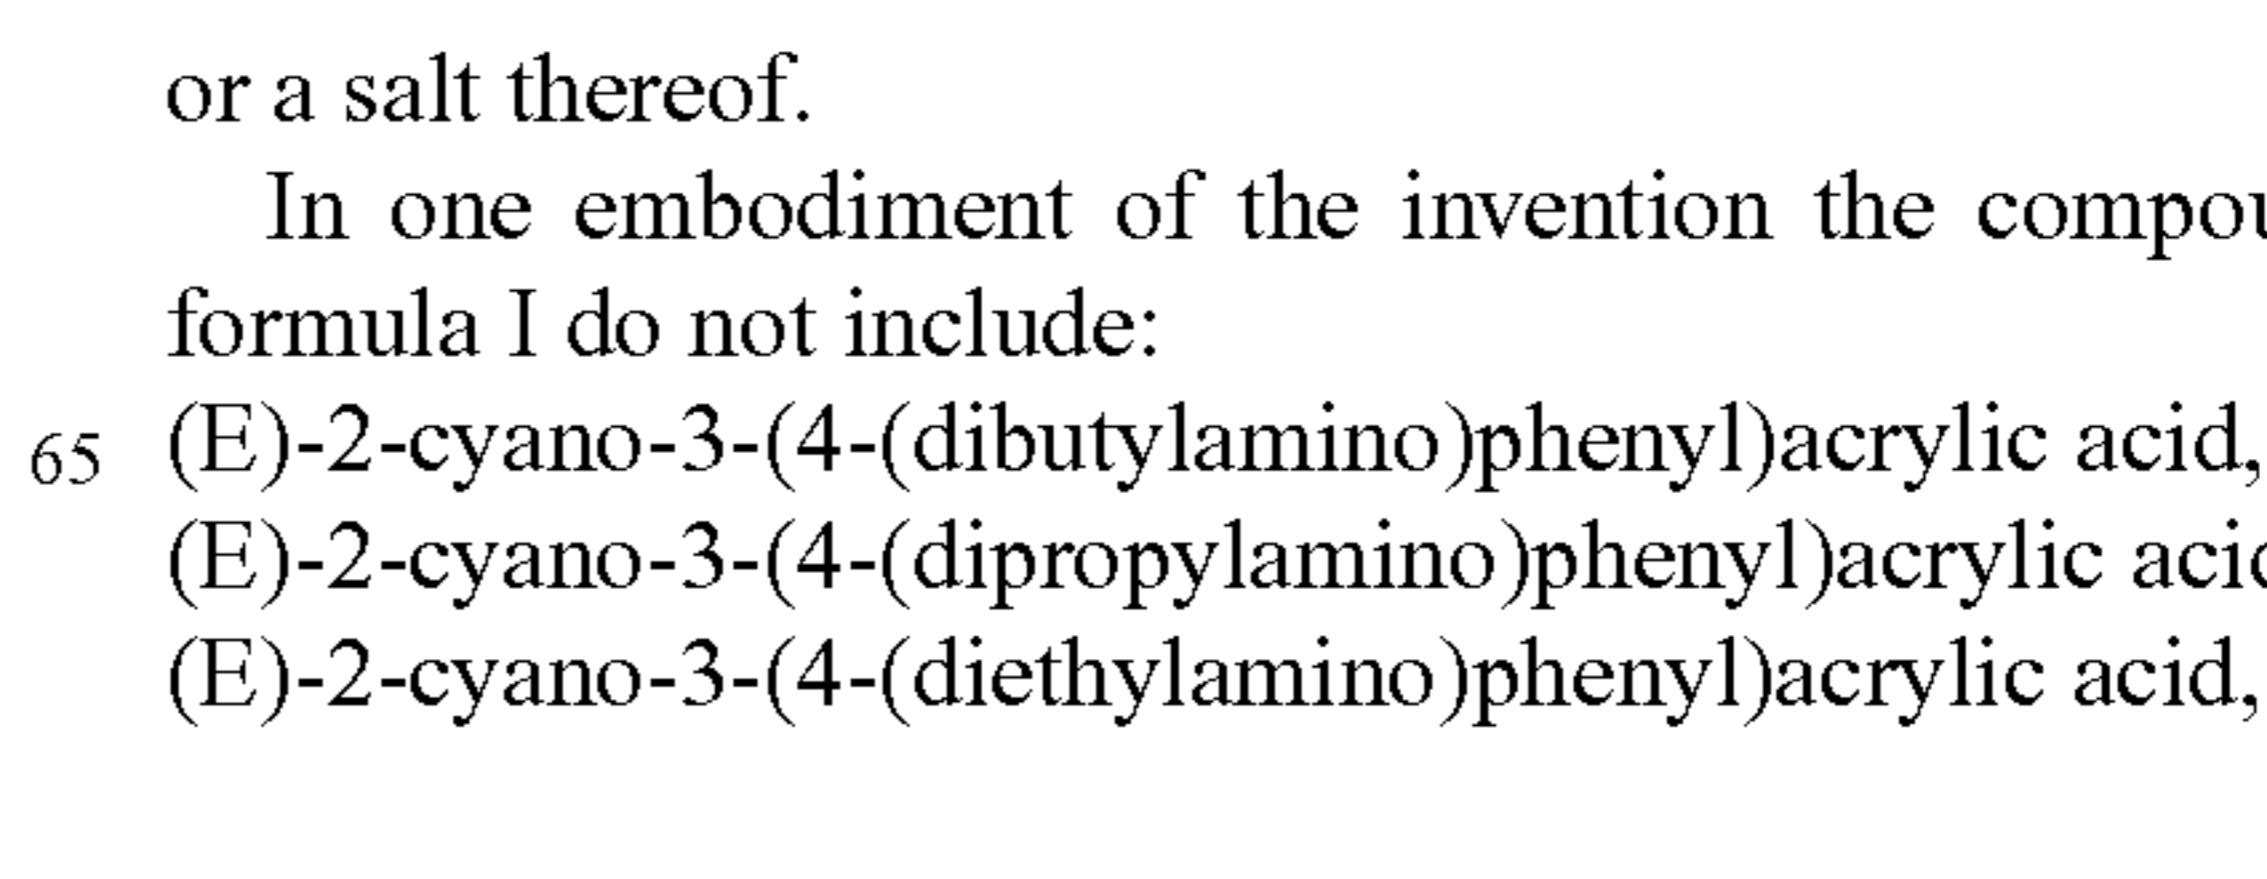 or a salt thereof.
In one embodiment of the invention the
formula I do not include:
65 (E)-2-cyano-3-(4-(dibutylamino)phenyl)acrylic acid,
(E)-2-cyano-3-(4-(dipropylamino)phenyl)acrylic
(E)-2-cyano-3-(4-(diethylamino)phenyl)acrylic acid,